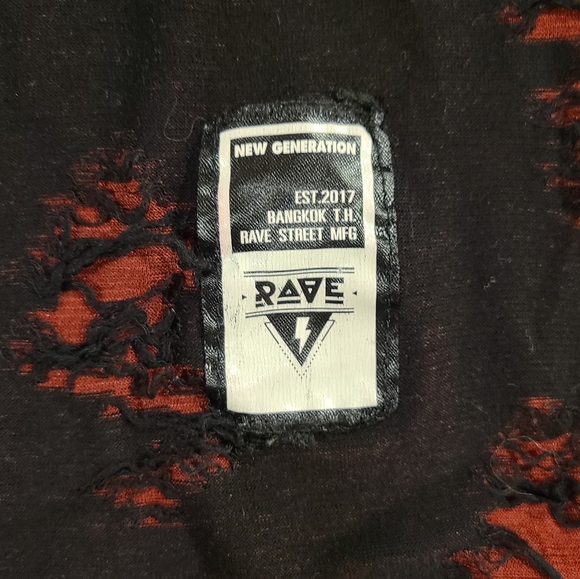 NEW GENERATION
EST.2017
BANGKOK T.H.
RAVE STREET MFG
RAVE